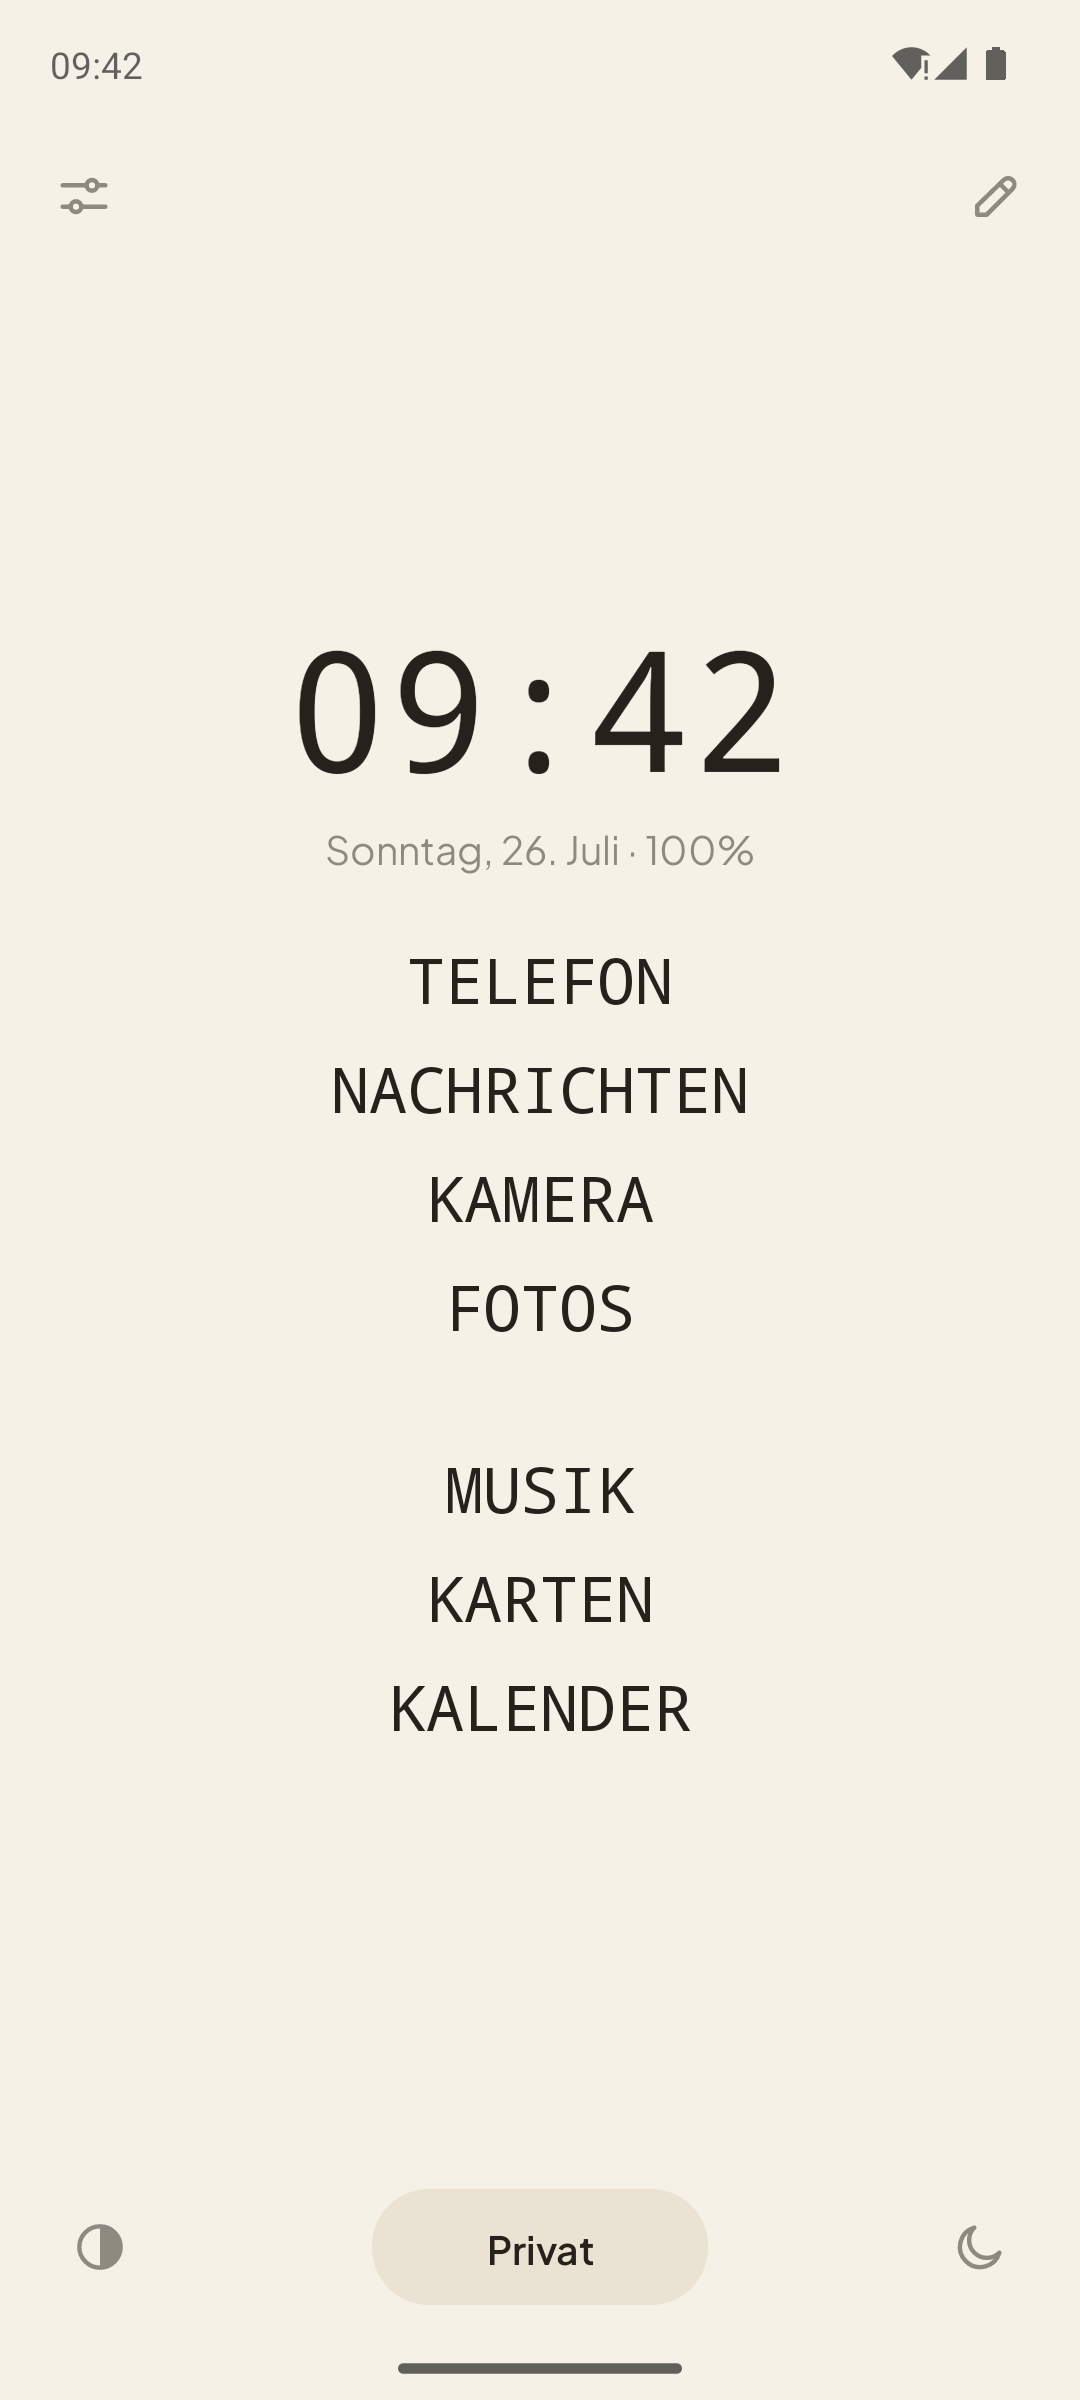 09:42
09:42
Sonntag, 26. Juli · 100%
TELEFON
NACHRICHTEN
KAMERA
FOTOS
MUSIK
KARTEN
KALENDER
Privat